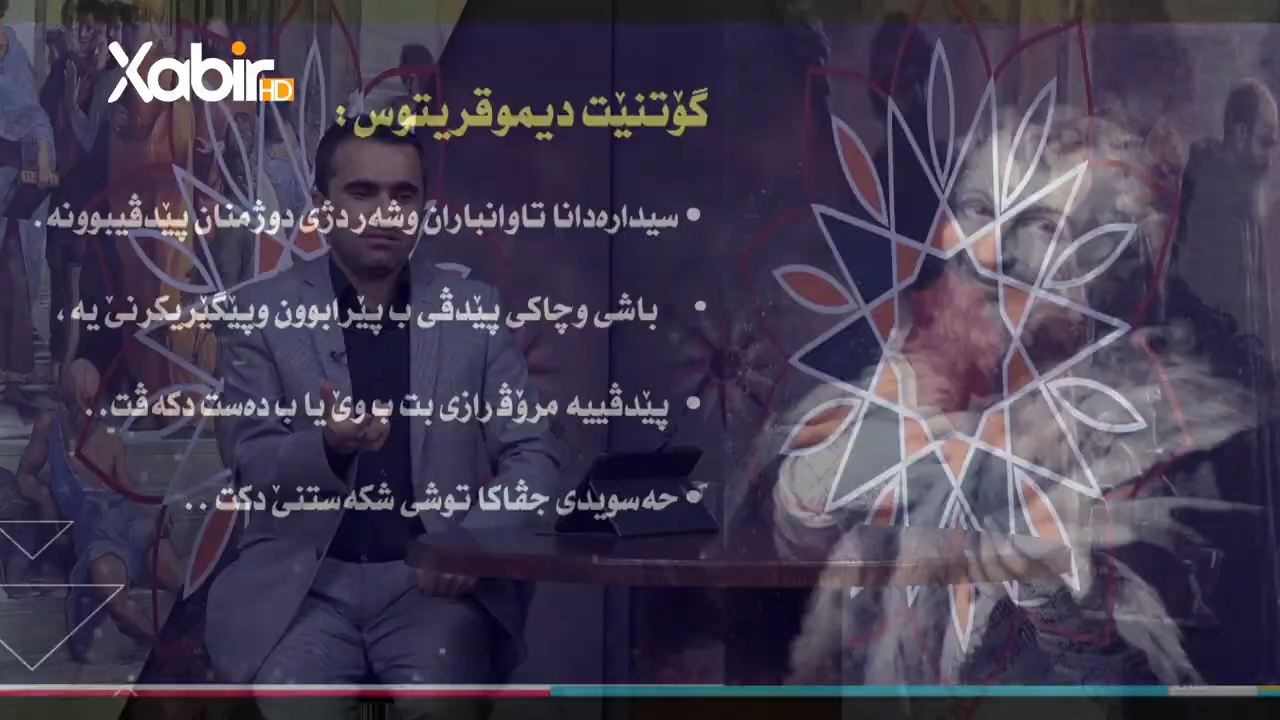 Xabir HD
گۆتنێت دیموقریتوس :
•سیدارەدانا تاوانباران وشەر دژی دوژمنان پێدڤیبوونە.
• باشی وچاکی پێدڤی ب پێرابوون وپێگێریکرنێ یە ،
• پێدڤییە مرۆڤ رازی بت ب وێ یا ب دەست دکەڤت..
•حەسویدی جڤاکا توشی شکەستنێ دکت ..